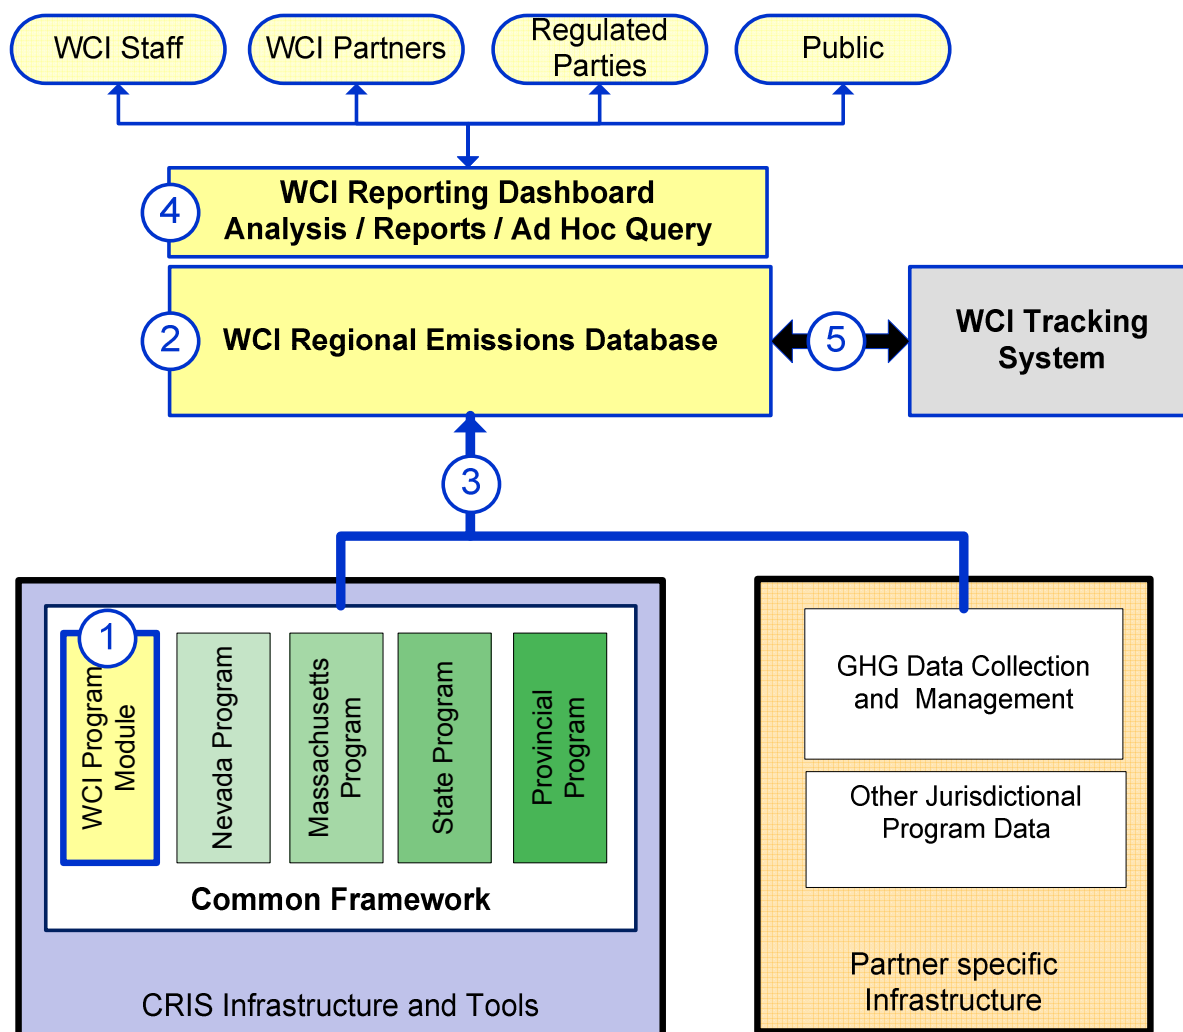 WCI Staff
WCI Partners
Regulated
Parties
Public
4
WCI Reporting Dashboard
Analysis / Reports / Ad Hoc Query
2
WCI Regional Emissions Database
5
WCI Tracking
System
3
1
WCI Program
Module
Nevada Program
Massachusetts
Program
State Program
Provincial
Program
Common Framework
CRIS Infrastructure and Tools
GHG Data Collection
and Management
Other Jurisdictional
Program Data
Partner specific
Infrastructure